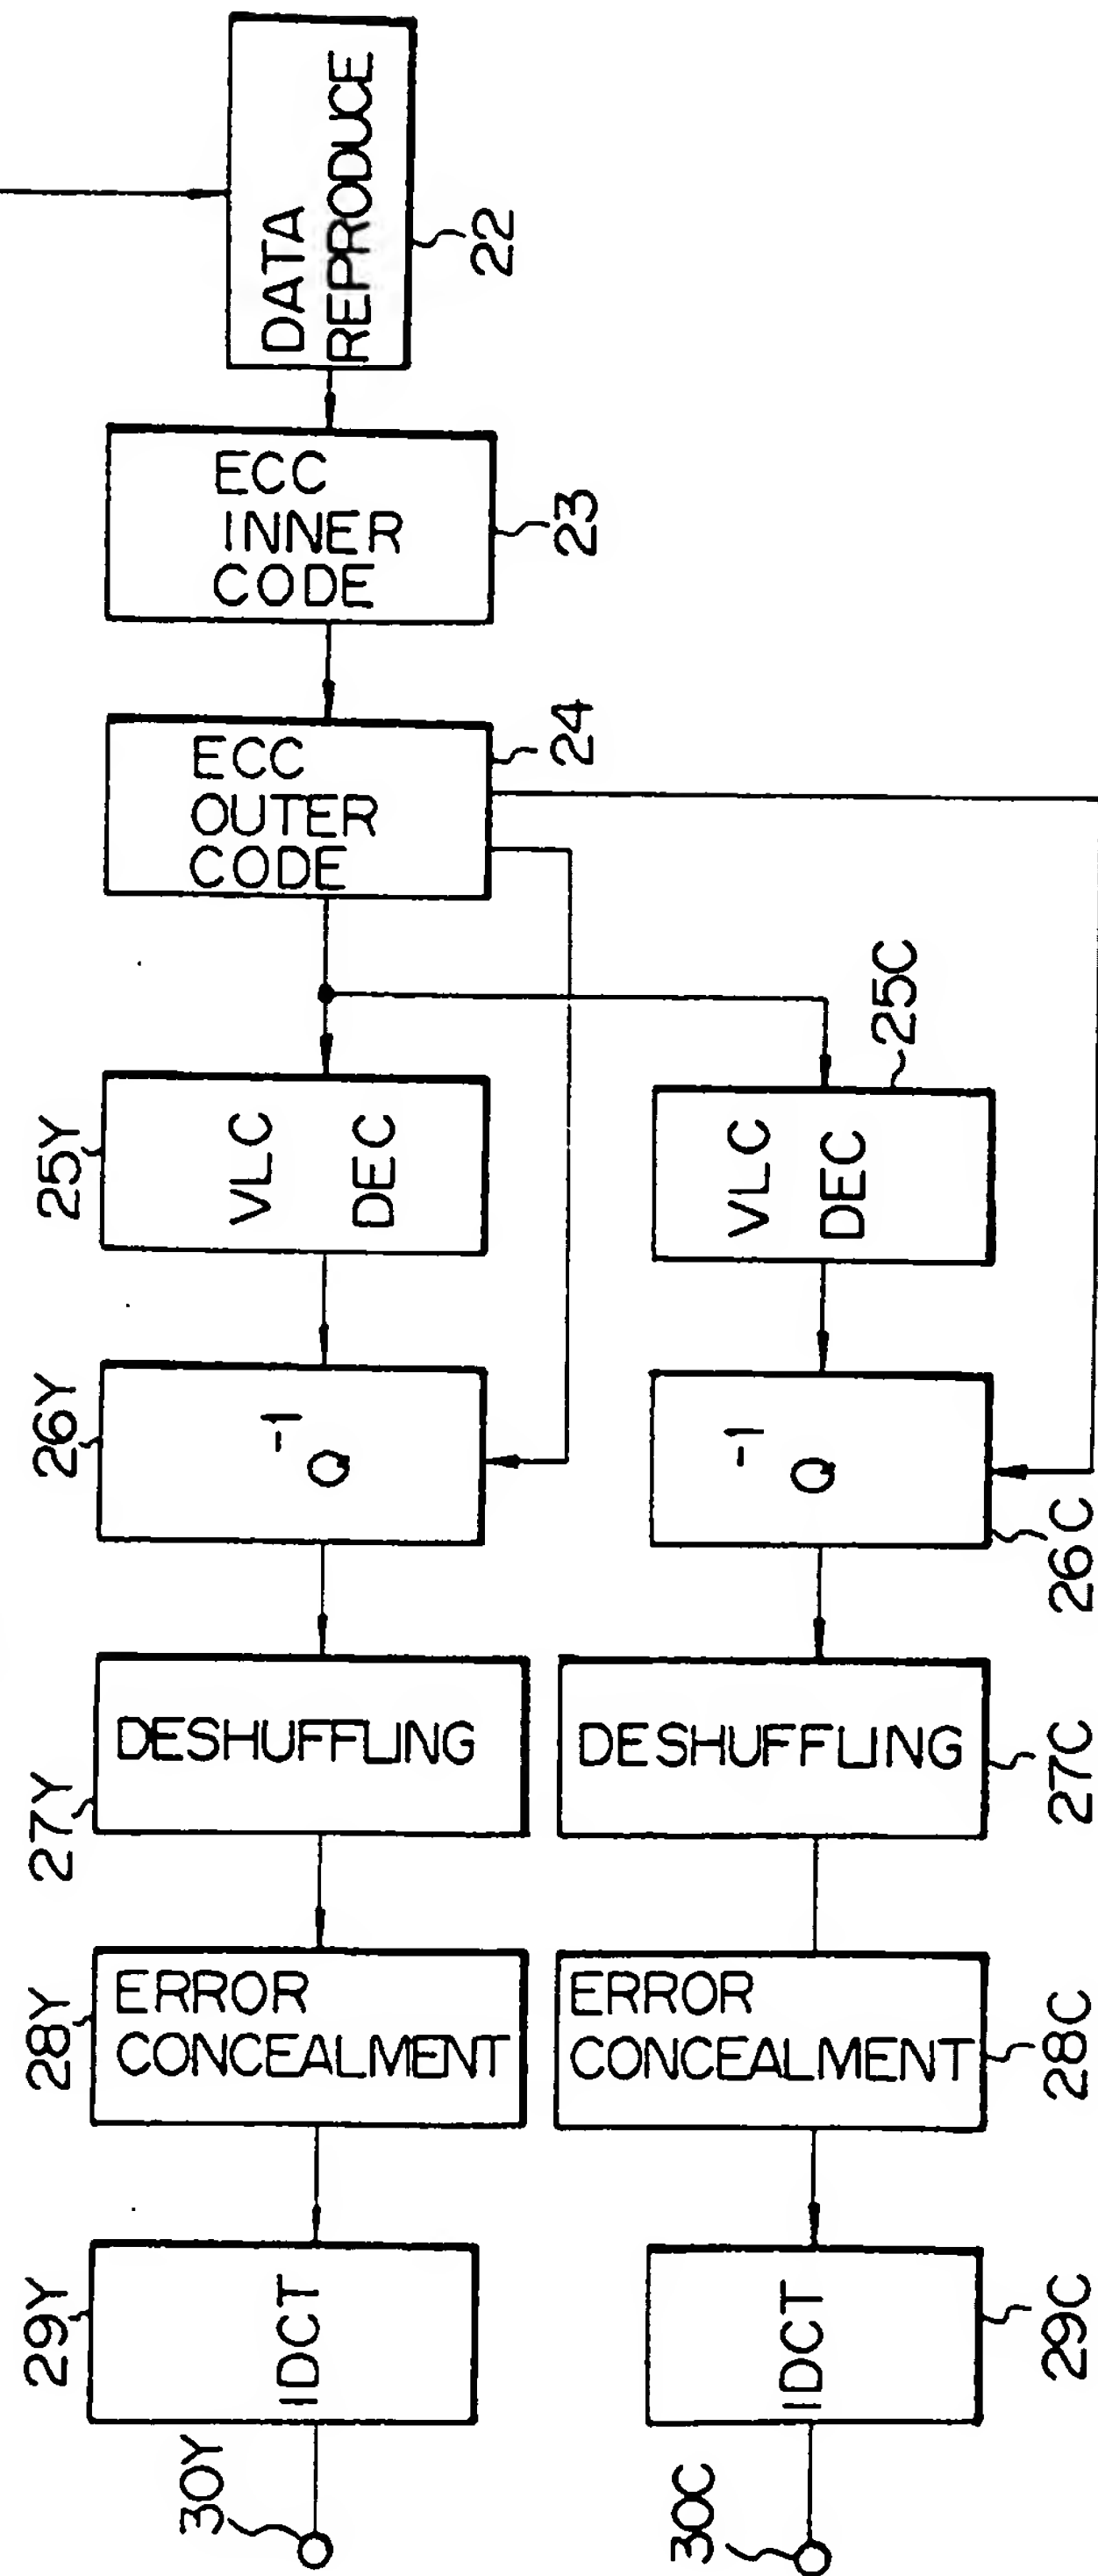 DATA
REPRODUCE
22
ECC
INNER
CODE
23
ECC
OUTER
CODE
24
25Y
VLC
DEC
25C
VLC
DEC
26Y
Q-1
26C
Q-1
27Y
DESHUFFLING
27C
DESHUFFLING
28Y
ERROR
CONCEALMENT
28C
ERROR
CONCEALMENT
29Y
IDCT
29C
IDCT
30Y
30C